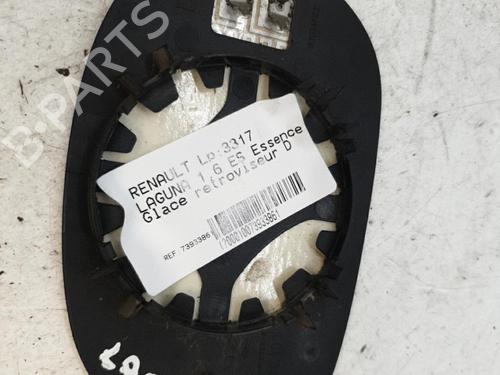 B-PARTS
RENAULT Lp.3317
LAGUNA 1.6 ES Essence
Glace retroviseur D
REF 7393386